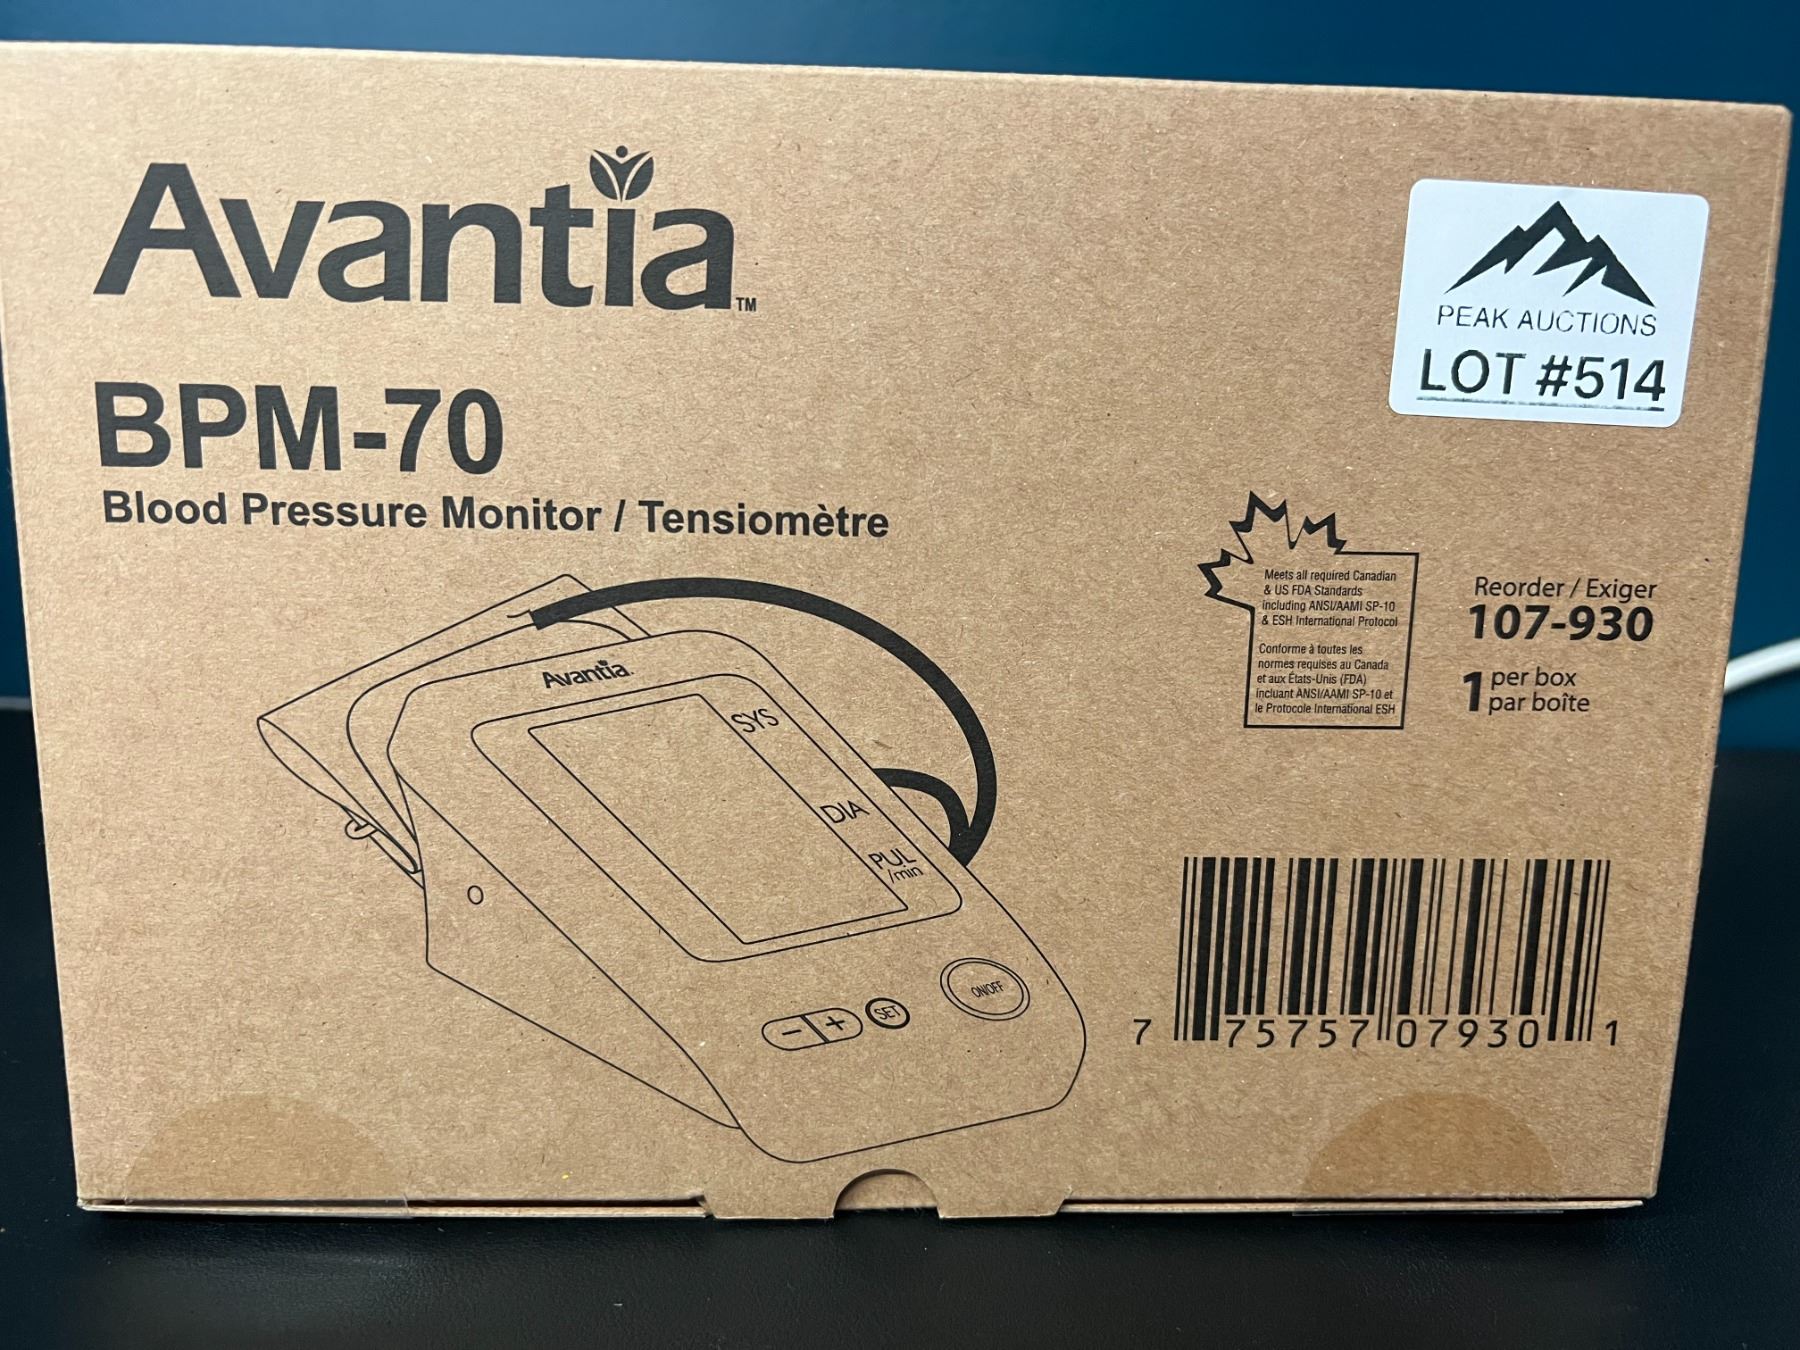 Avantia™
BPM-70
Blood Pressure Monitor / Tensiomètre
PEAK AUCTIONS
LOT #514
Meets all required Canadian
& US FDA Standards
including ANSI/AAMI SP-10
& ESH International Protocol
Conforme à toutes les
normes requises au Canada
et aux États-Unis (FDA)
incluant ANSI/AAMI SP-10 et
le Protocole International ESH
Reorder / Exiger
107-930
1 per box
par boîte
Avantia
SYS
DIA
PUL
/min
- +
SET
ON/OFF
7 75757 07930 1